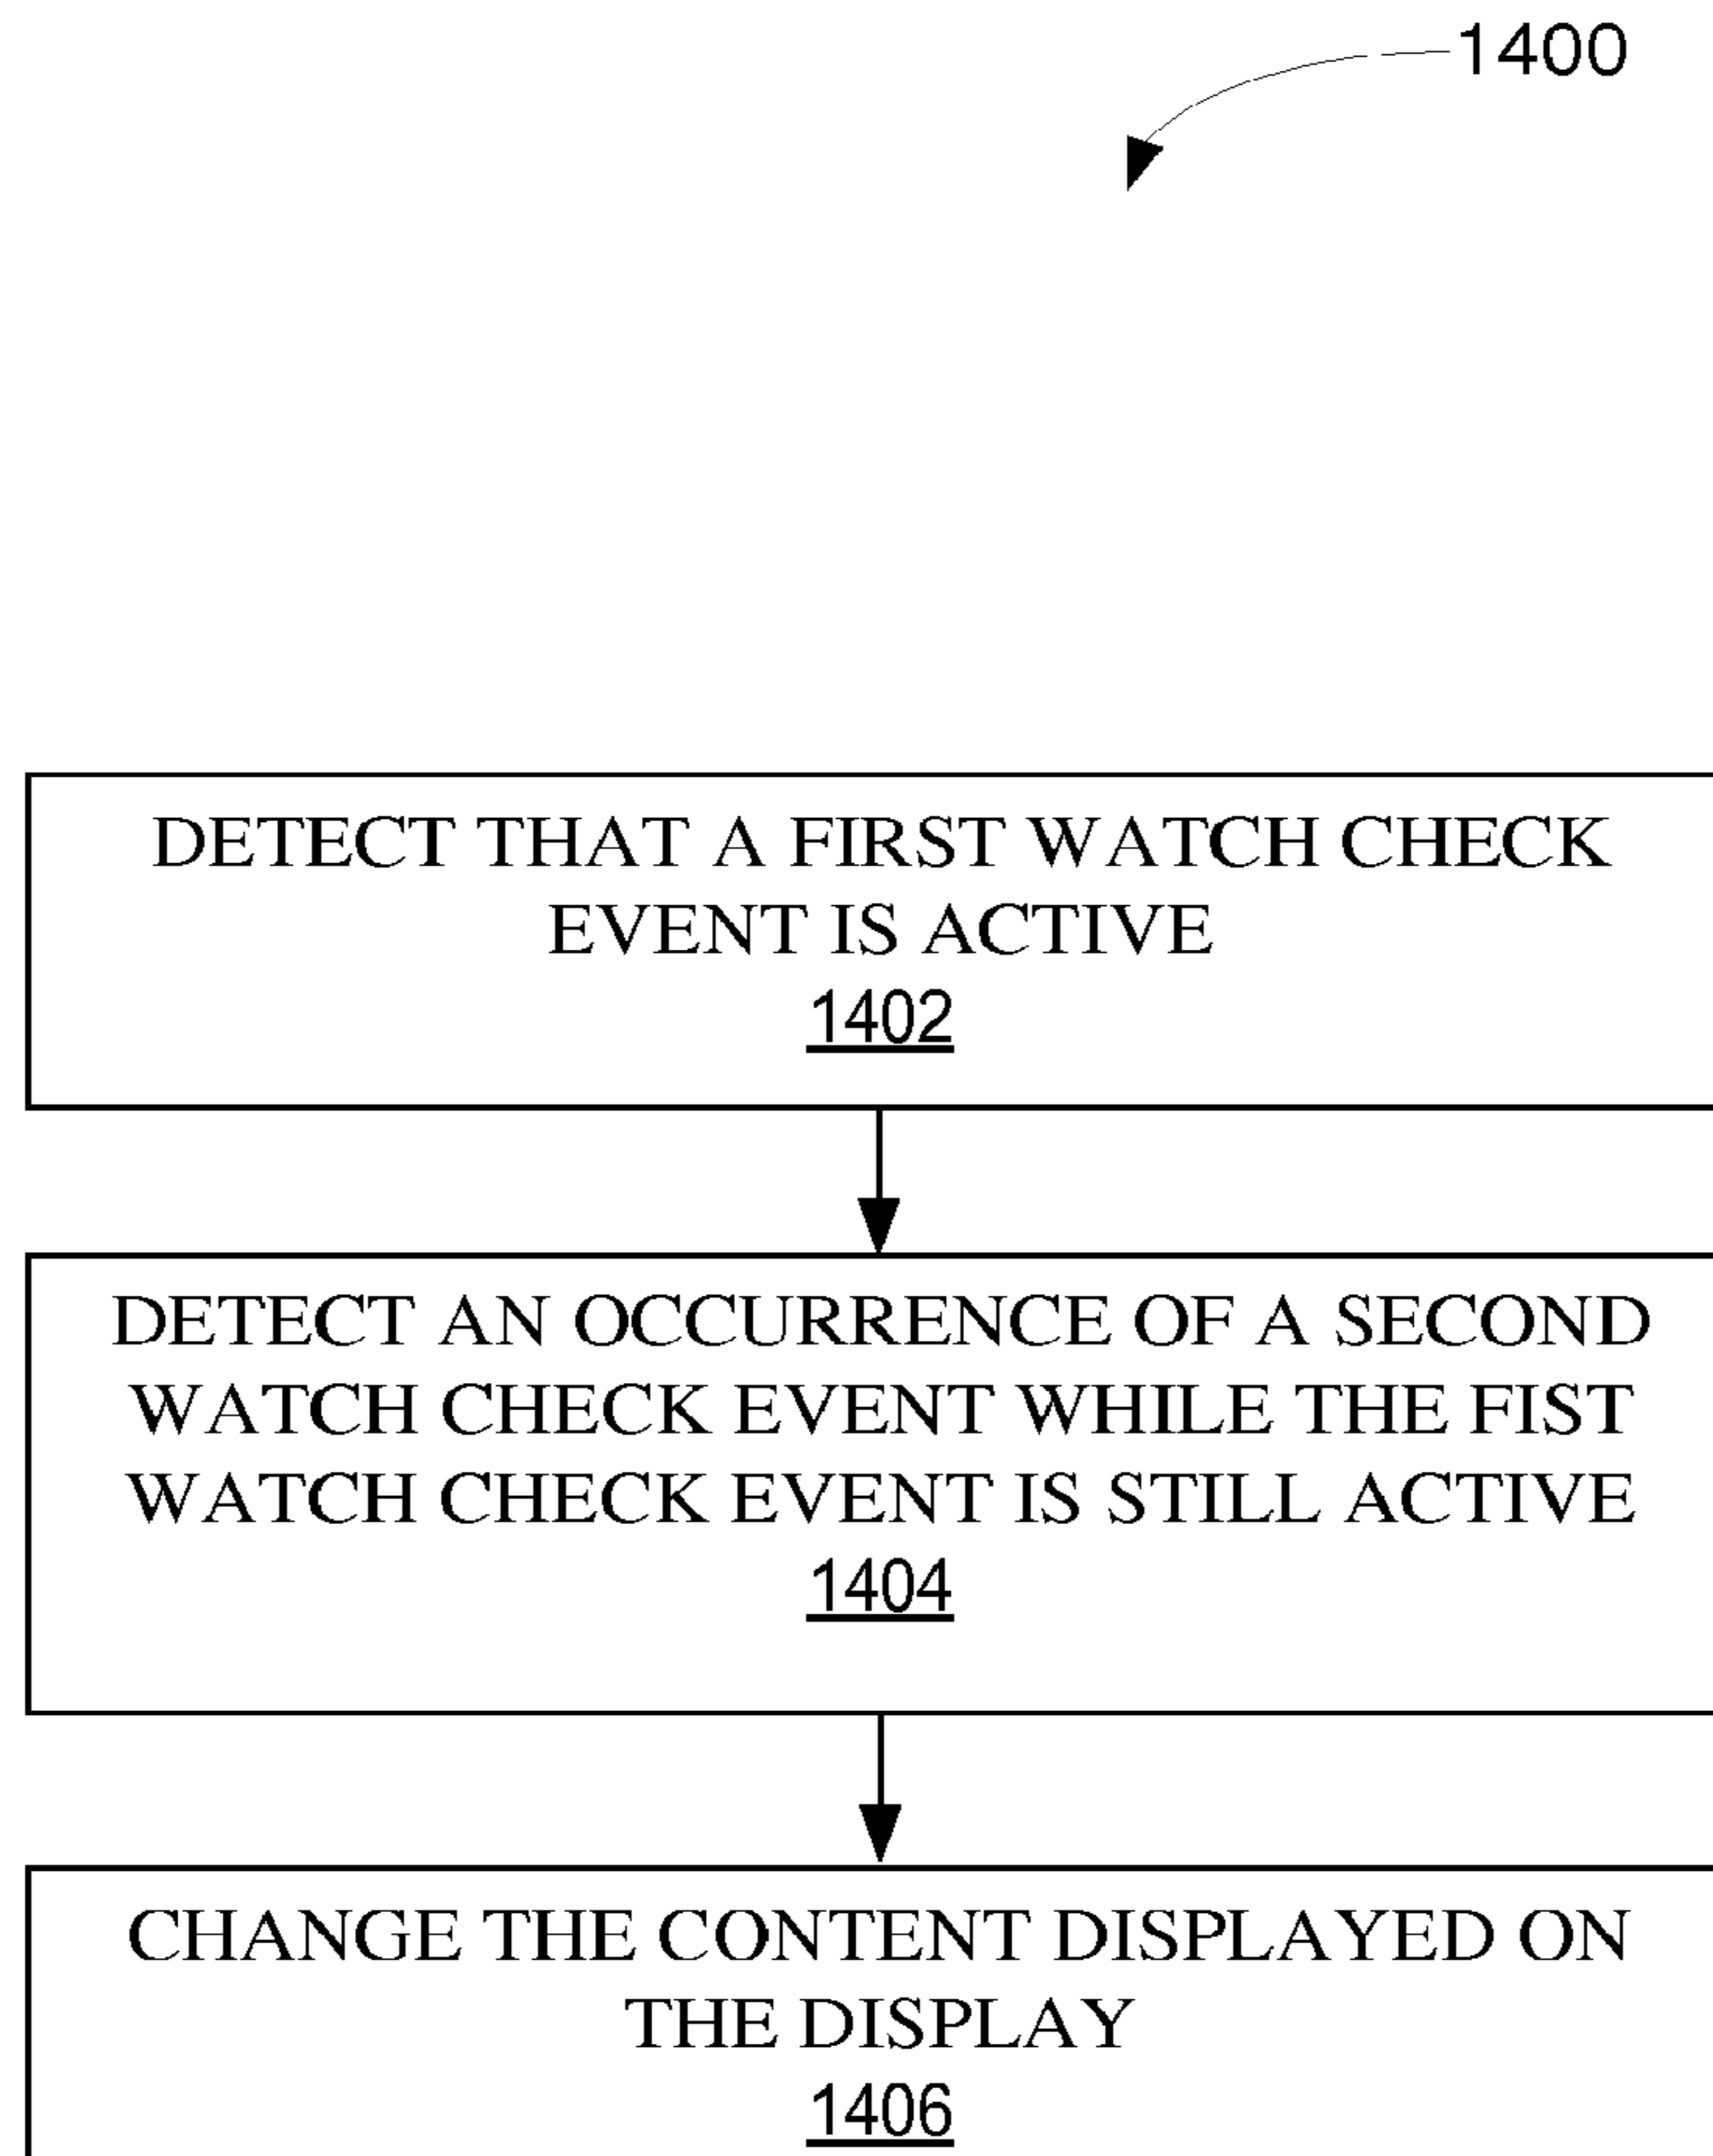 1400
DETECT THAT A FIRST WATCH CHECK
EVENT IS ACTIVE
1402
DETECT AN OCCURRENCE OF A SECOND
WATCH CHECK EVENT WHILE THE FIST
WATCH CHECK EVENT IS STILL ACTIVE
1404
CHANGE THE CONTENT DISPLAYED ON
THE DISPLAY
1406